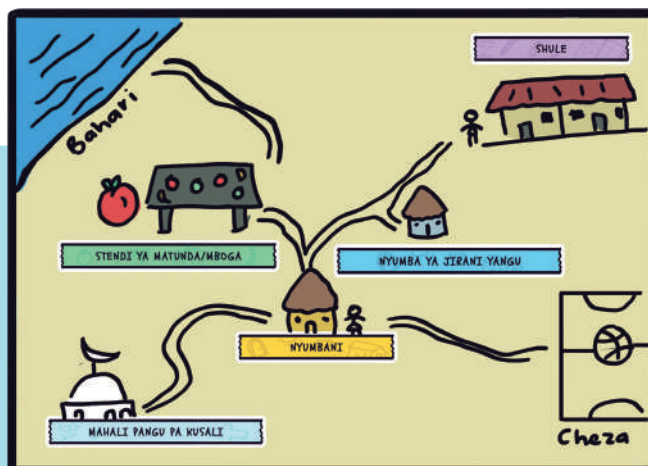 SHULE
Bahari
STENDI YA MATUNDA/MBOGA
NYUMBA YA JIRANI YANGU
NYUMBANI
MAHALI PANGU PA KUSALI
Cheza